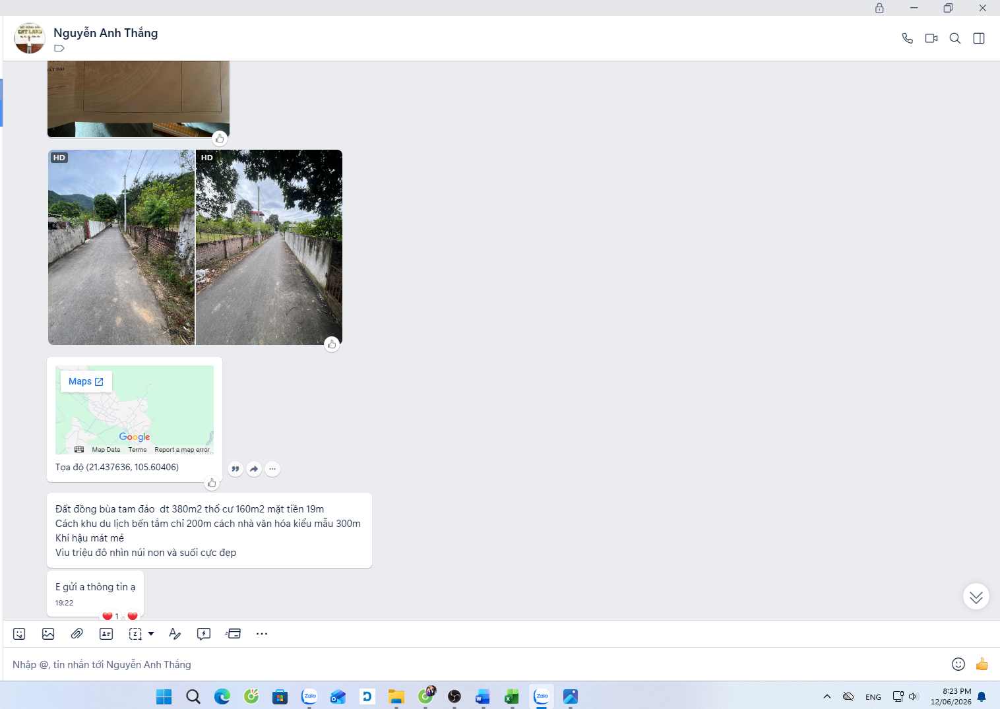 Nguyễn Anh Thắng
ĐẤT ĐAI
HD
HD
Maps
Google
Map Data
Terms
Report a map error
Tọa độ (21.437636, 105.60406)
Đất đồng bùa tam đảo  dt 380m2 thổ cư 160m2 mặt tiền 19m
Cách khu du lịch bến tắm chỉ 200m cách nhà văn hóa kiểu mẫu 300m
Khí hậu mát mẻ
Viu triệu đô nhìn núi non và suối cực đẹp
E gửi a thông tin ạ
19:22
1
Nhập @, tin nhắn tới Nguyễn Anh Thắng
Zalo
Zalo
ENG
8:23 PM
12/06/2026